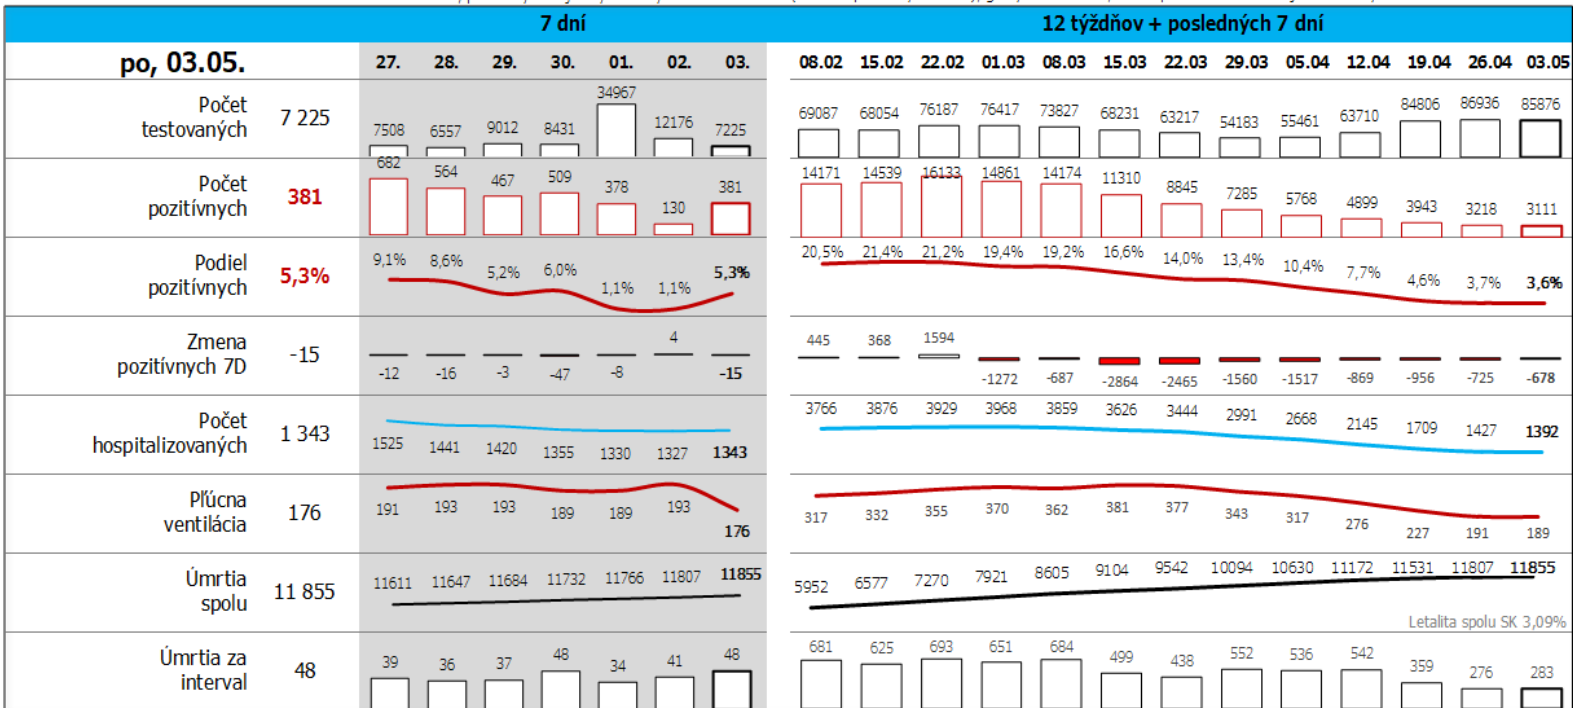 7 dní 12 týždňov + posledných 7 dní
po, 03.05. 27. 28. 29. 30. 01. 02. 03. 08.02 15.02 22.02 01.03 08.03 15.03 22.03 29.03 05.04 12.04 19.04 26.04 03.05
Počet testovaných 7 225 7508 6557 9012 8431 34967 12176 7225 69087 68054 76187 76417 73827 68231 63217 54183 55461 63710 84806 86936 85876
Počet pozitívnych 381 682 564 467 509 378 130 381 14171 14539 16133 14861 14174 11310 8845 7285 5768 4899 3943 3218 3111
Podiel pozitívnych 5,3% 9,1% 8,6% 5,2% 6,0% 1,1% 1,1% 5,3% 20,5% 21,4% 21,2% 19,4% 19,2% 16,6% 14,0% 13,4% 10,4% 7,7% 4,6% 3,7% 3,6%
Zmena pozitívnych 7D -15 -12 -16 -3 -47 -8 4 -15 445 368 1594 -1272 -687 -2864 -2465 -1560 -1517 -869 -956 -725 -678
Počet hospitalizovaných 1 343 1525 1441 1420 1355 1330 1327 1343 3766 3876 3929 3968 3859 3626 3444 2991 2668 2145 1709 1427 1392
Pľúcna ventilácia 176 191 193 193 189 189 193 176 317 332 355 370 362 381 377 343 317 276 227 191 189
Úmrtia spolu 11 855 11611 11647 11684 11732 11766 11807 11855 5952 6577 7270 7921 8605 9104 9542 10094 10630 11172 11531 11807 11855
Letalita spolu SK 3,09%
Úmrtia za interval 48 39 36 37 48 34 41 48 681 625 693 651 684 499 438 552 536 542 359 276 283